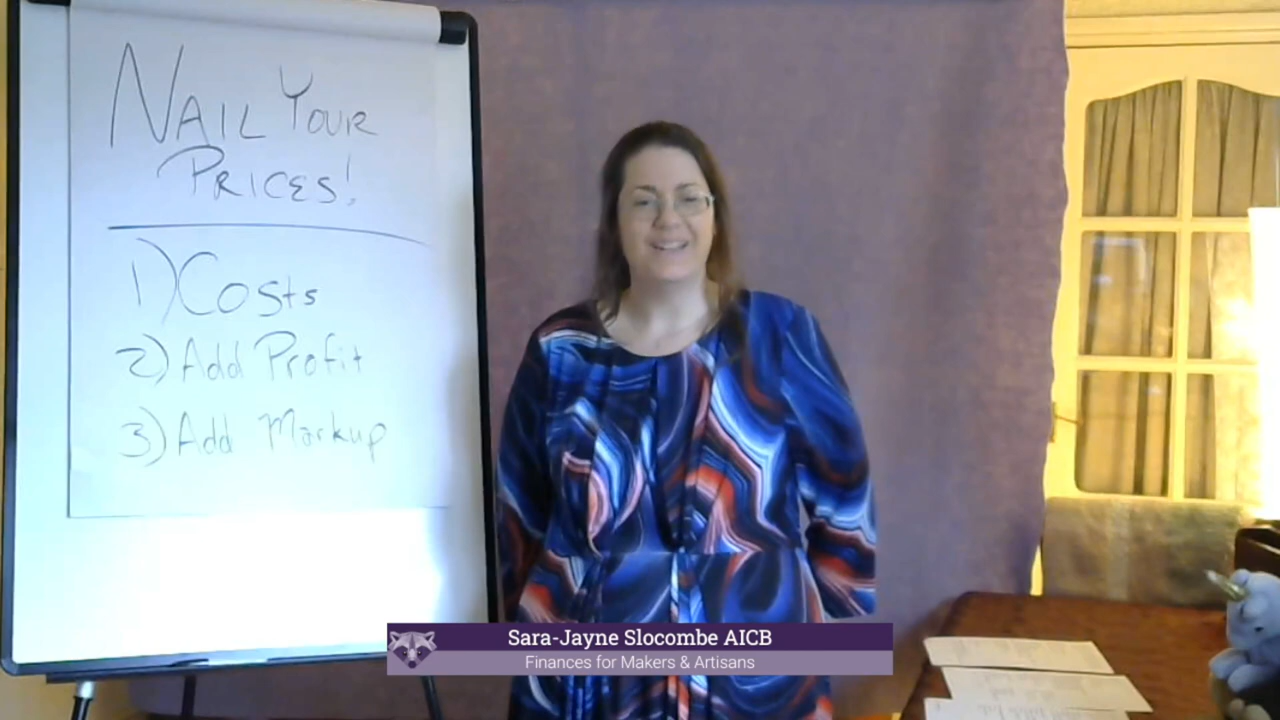 NAIL YOUR
PRICES!
1) Costs
2) Add Profit
3) Add Markup
Sara-Jayne Slocombe AICB
Finances for Makers & Artisans